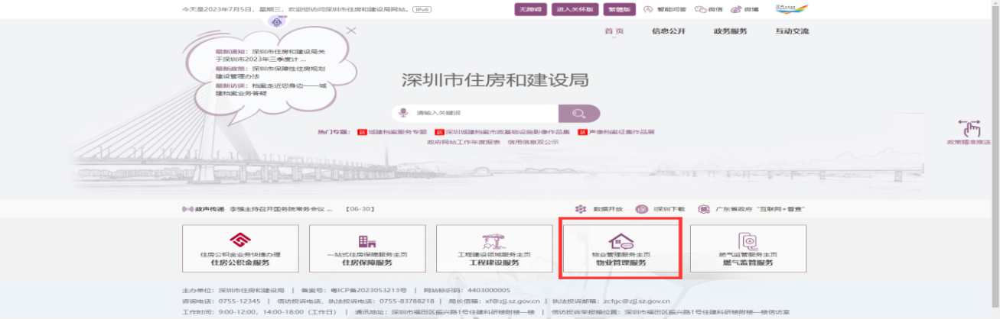 今天是2023年7月5日，星期三，欢迎您访问深圳市住房和建设局网站。 IPv6 无障碍 进入关怀版 繁體版 智能问答 微信 微博
NEW
首页 信息公开 政务服务 互动交流
最新通知：深圳市住房和建设局关
于深圳市2023年三季度计 ...
最新政策：深圳市保障性住房规划
建设管理办法
最新访谈：档案走近您身边——城
建档案业务答疑
深圳市住房和建设局
请输入关键词
热门专题： 新 城建档案服务专题 新 深圳城建档案市政基础设施影像作品集 新 声像档案征集作品展
政府网站工作年度报表 信用信息双公示
政策精准推送
政声传递 李强主持召开国务院常务会议 ... 【06-30】 数据开放 i深圳下载 广东省政府“互联网+督查”
住房公积金业务快捷办理
住房公积金服务
一站式住房保障服务主页
住房保障服务
工程建设领域服务主页
工程建设服务
物业管理服务主页
物业管理服务
燃气监管服务主页
燃气监管服务
主办单位：深圳市住房和建设局 | 备案号：粤ICP备2023053213号 | 网站标识码：4403000005
咨询电话：0755-12345 | 信访投诉电话、执法投诉电话：0755-83788218 | 局长信箱：xf@zjj.sz.gov.cn | 执法投诉邮箱：zcfgc@zjj.sz.gov.cn
工作时间：9:00-12:00，14:00-18:00（工作日） | 通讯地址：深圳市福田区振兴路1号住建科研楼附楼一楼 | 信访投诉举报箱位置：深圳市福田区振兴路1号住建科研楼附楼一楼信访室